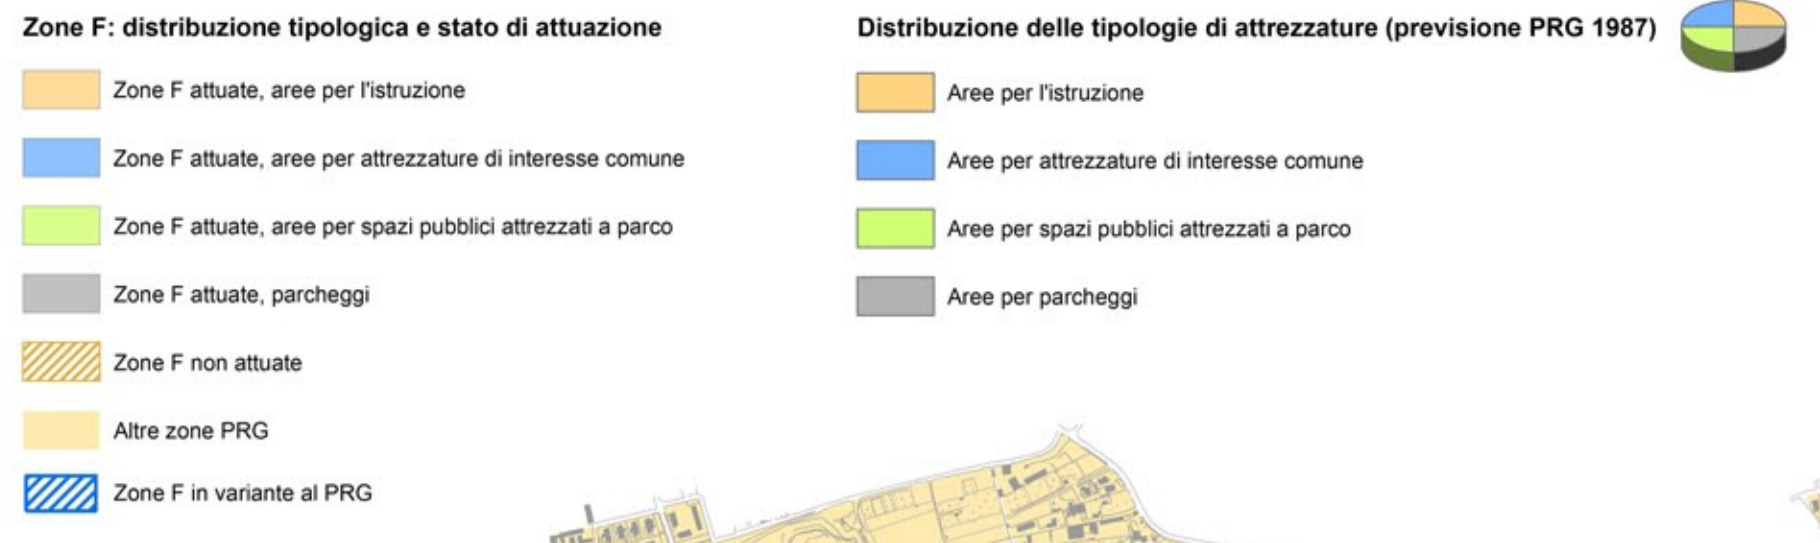 Zone F: distribuzione tipologica e stato di attuazione
Zone F attuate, aree per l'istruzione
Zone F attuate, aree per attrezzature di interesse comune
Zone F attuate, aree per spazi pubblici attrezzati a parco
Zone F attuate, parcheggi
Zone F non attuate
Altre zone PRG
Zone F in variante al PRG
Distribuzione delle tipologie di attrezzature (previsione PRG 1987)
Aree per l'istruzione
Aree per attrezzature di interesse comune
Aree per spazi pubblici attrezzati a parco
Aree per parcheggi